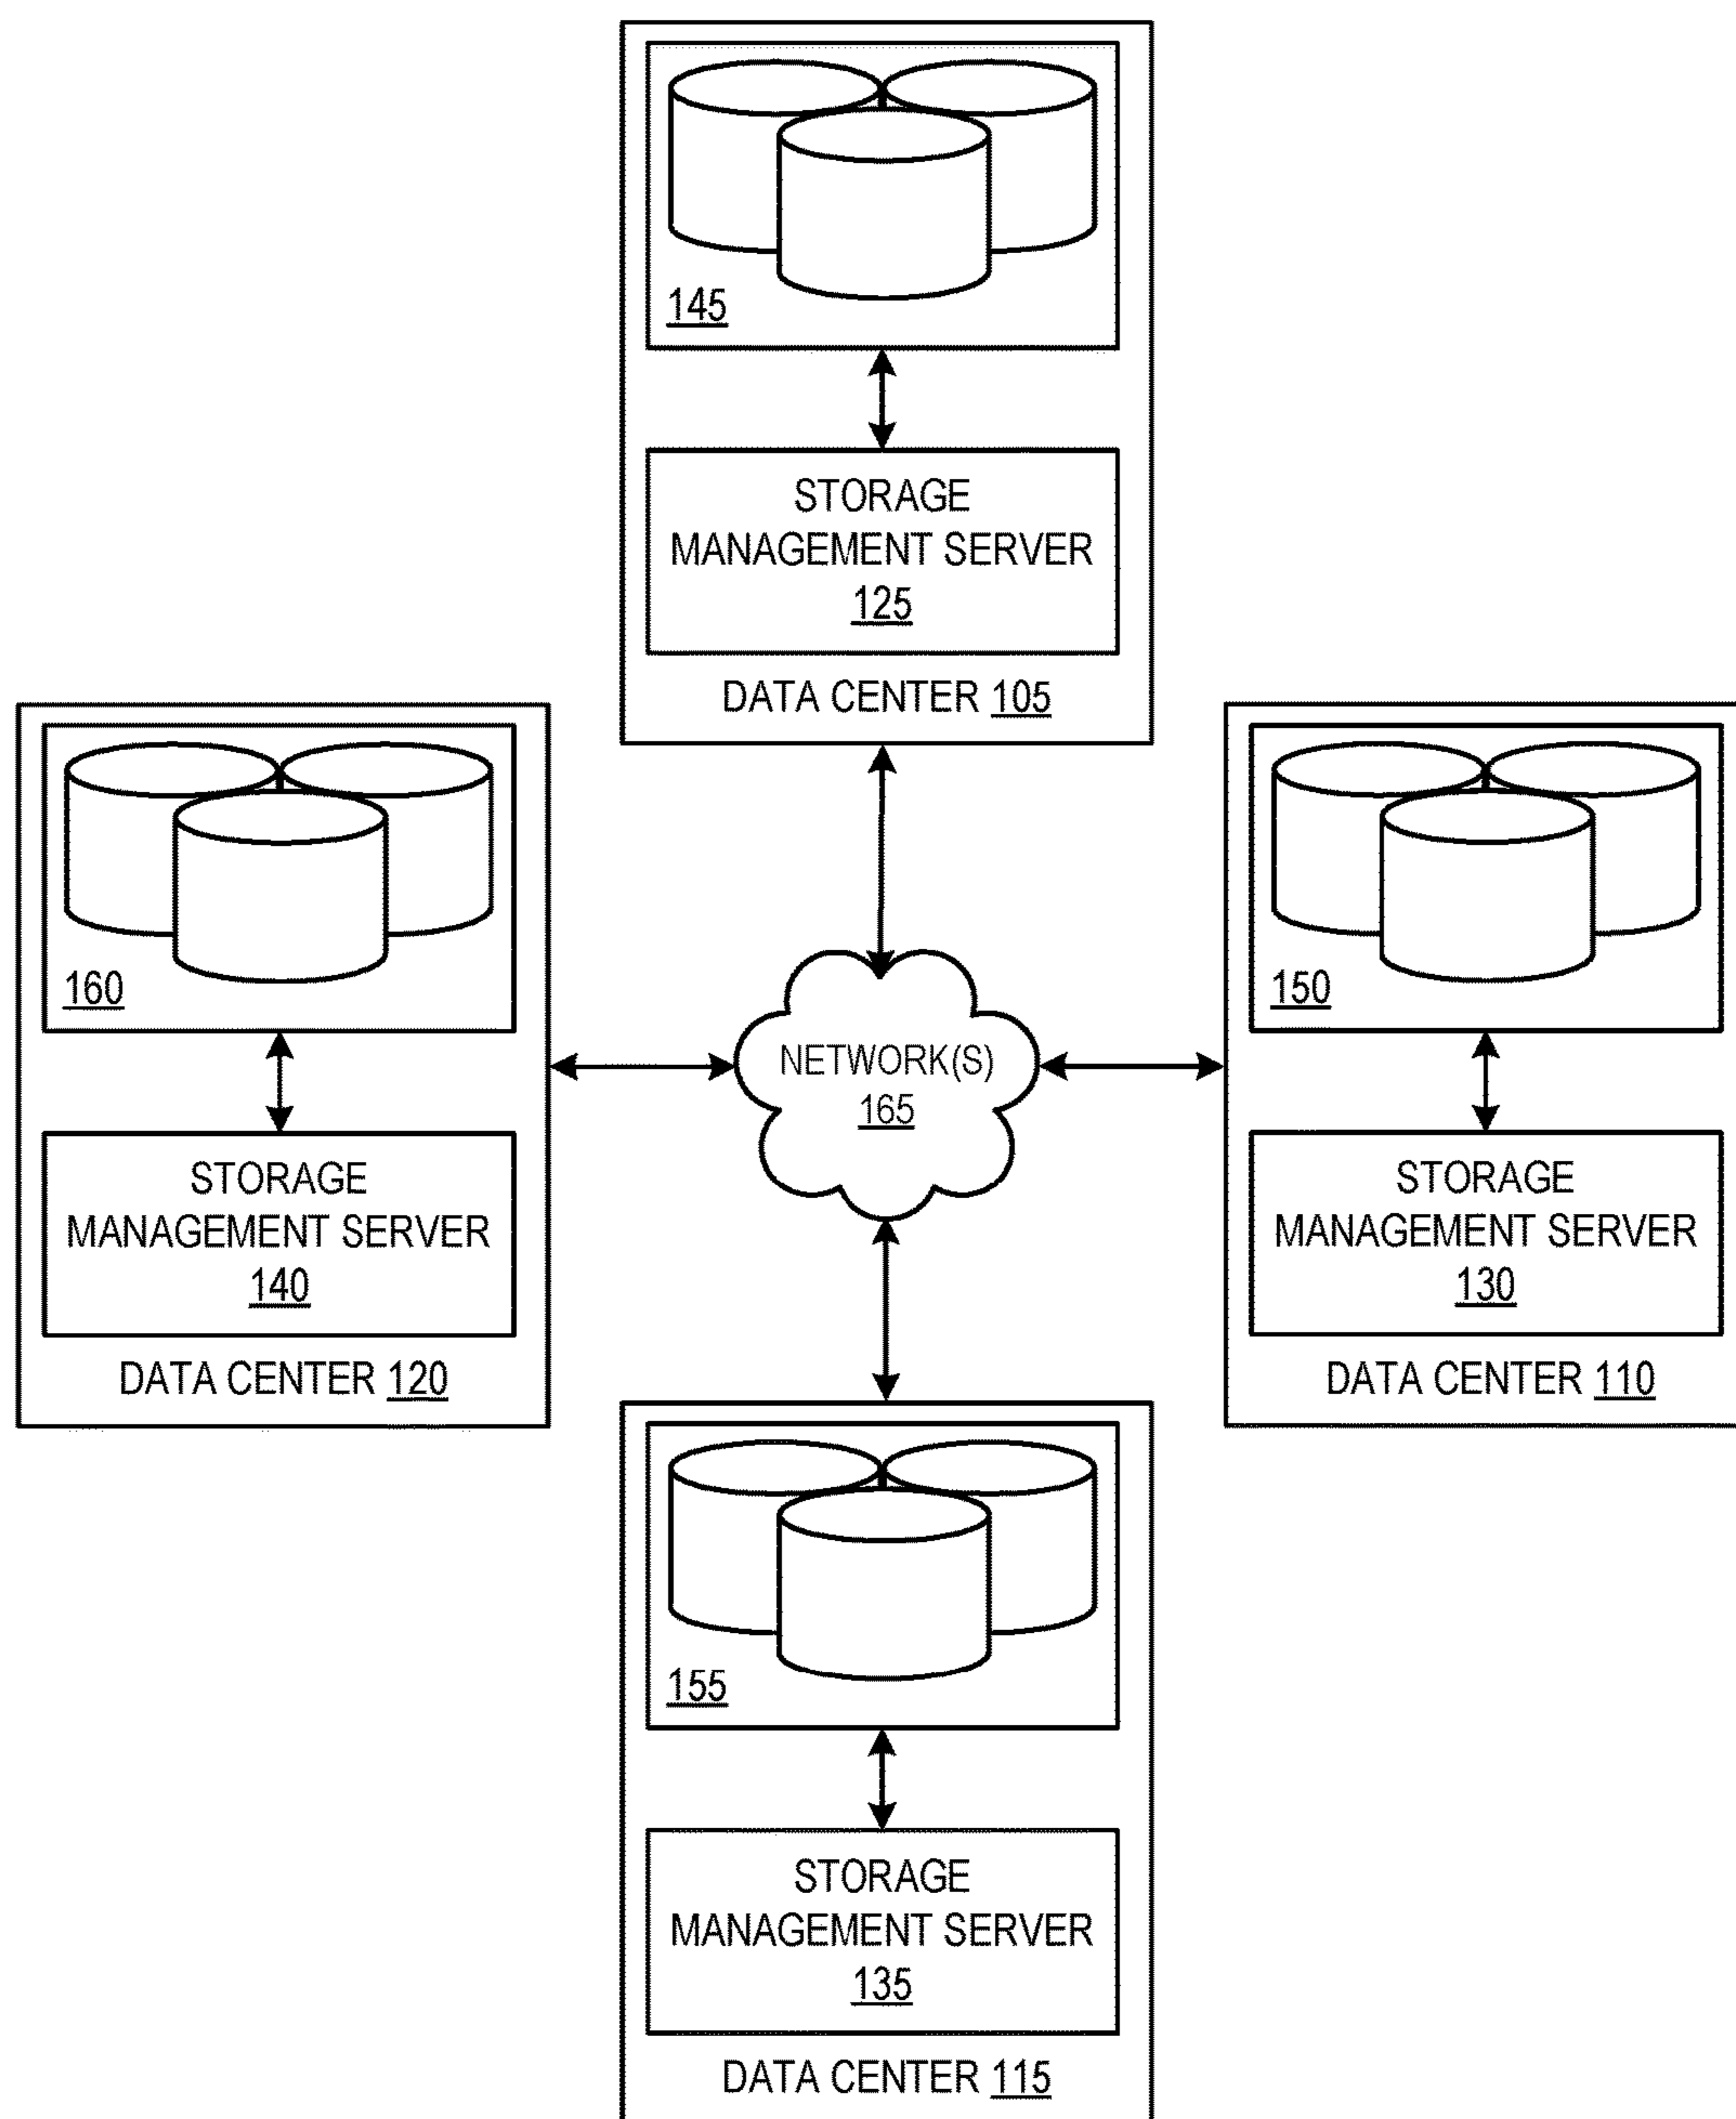 145
STORAGE
MANAGEMENT SERVER
125
DATA CENTER 105
160
STORAGE
MANAGEMENT SERVER
140
DATA CENTER 120
NETWORK(S)
165
150
STORAGE
MANAGEMENT SERVER
130
DATA CENTER 110
155
STORAGE
MANAGEMENT SERVER
135
DATA CENTER 115